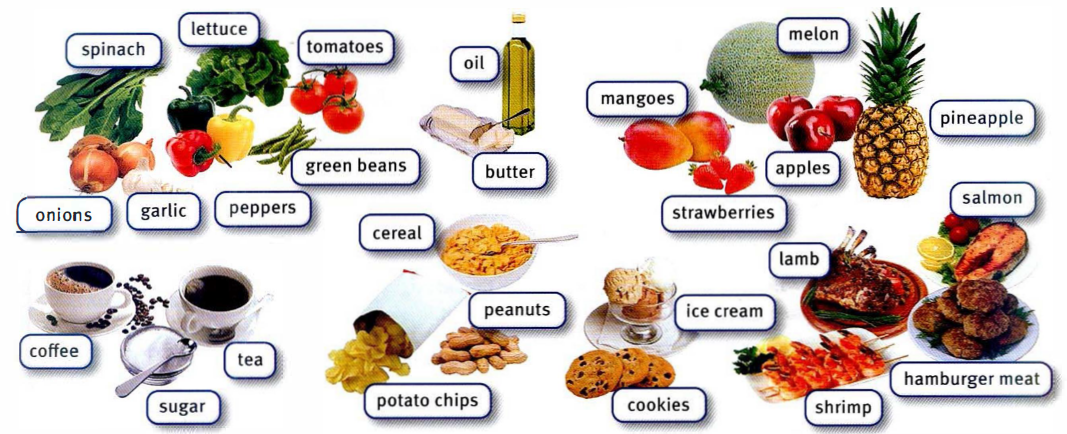 spinach
lettuce
tomatoes
onions
garlic
peppers
green beans
oil
butter
mangoes
melon
apples
pineapple
strawberries
coffee
tea
sugar
cereal
peanuts
potato chips
ice cream
cookies
lamb
salmon
shrimp
hamburger meat